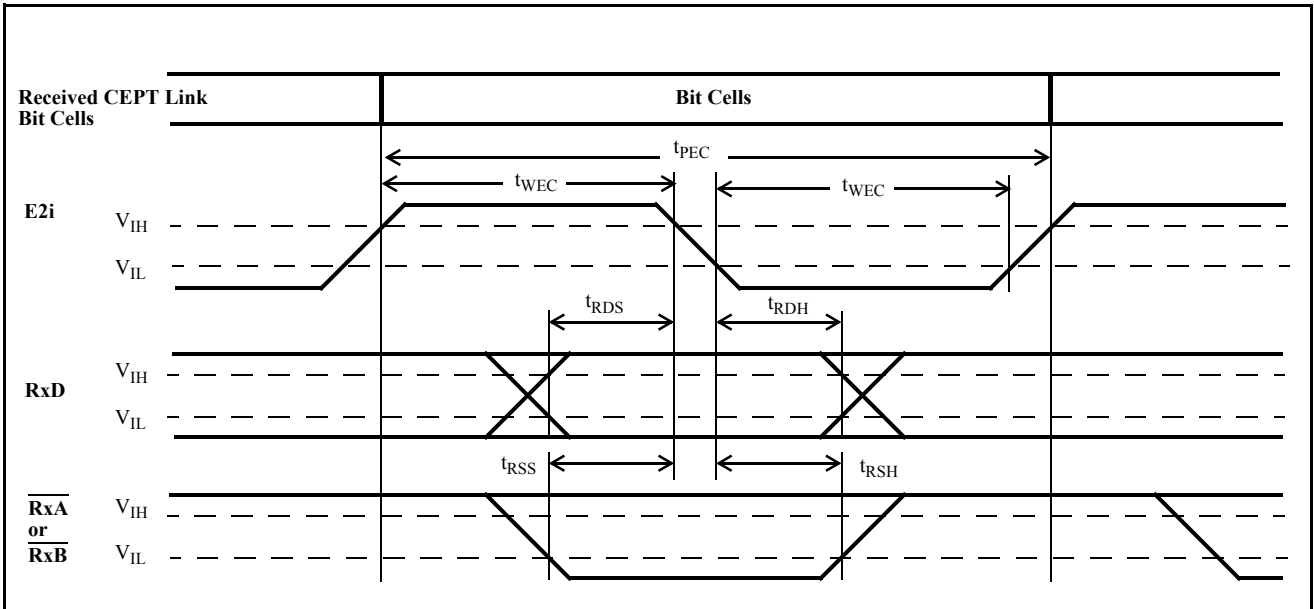 Received CEPT Link
Bit Cells
Bit Cells
tPEC
tWEC
tWEC
E2i
VIH
VIL
tRDS
tRDH
RxD
VIH
VIL
tRSS
tRSH
RxA
or
RxB
VIH
VIL